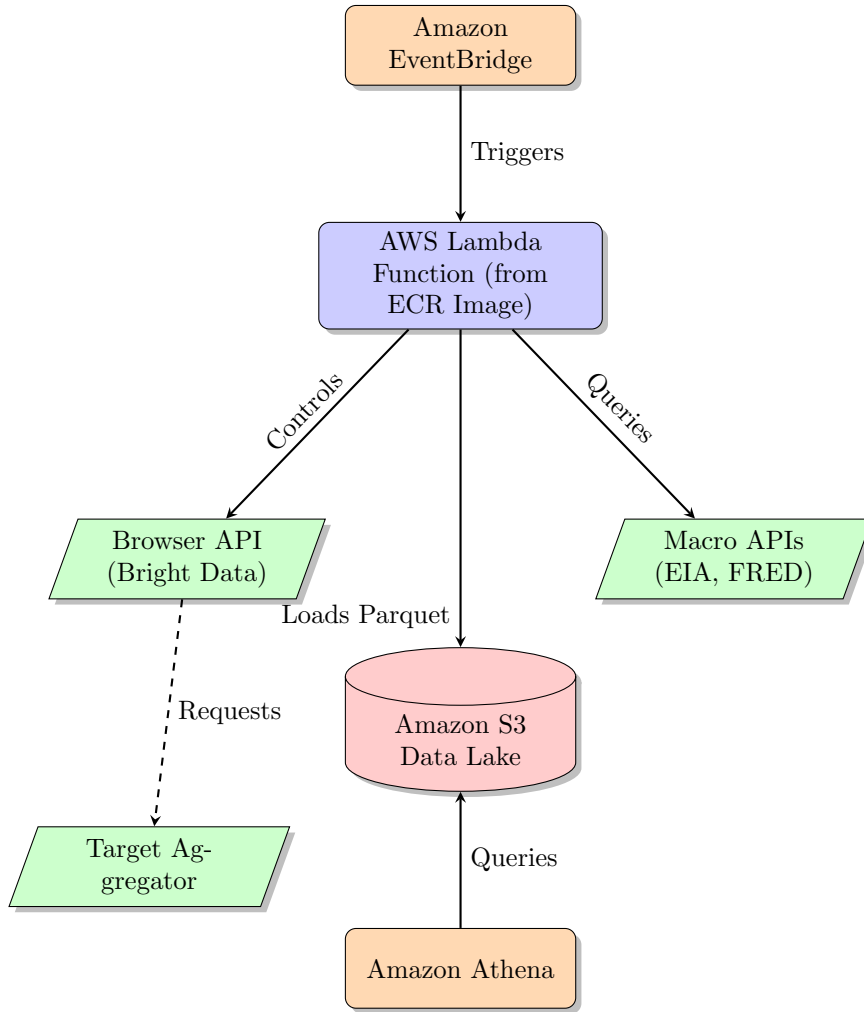 Amazon
EventBridge
Triggers
AWS Lambda
Function (from
ECR Image)
Controls
Queries
Browser API
(Bright Data)
Macro APIs
(EIA, FRED)
Loads Parquet
Requests
Amazon S3
Data Lake
Target Ag-
gregator
Queries
Amazon Athena